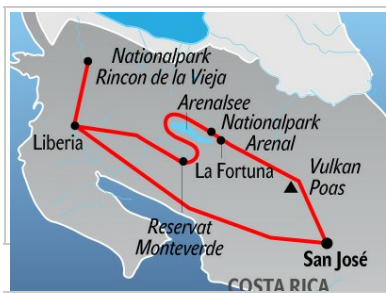 Nationalpark
Rincon de la Vieja
Arenalsee
Nationalpark
Arenal
Liberia
La Fortuna
Vulkan
Poas
Reservat
Monteverde
San José
COSTA RICA